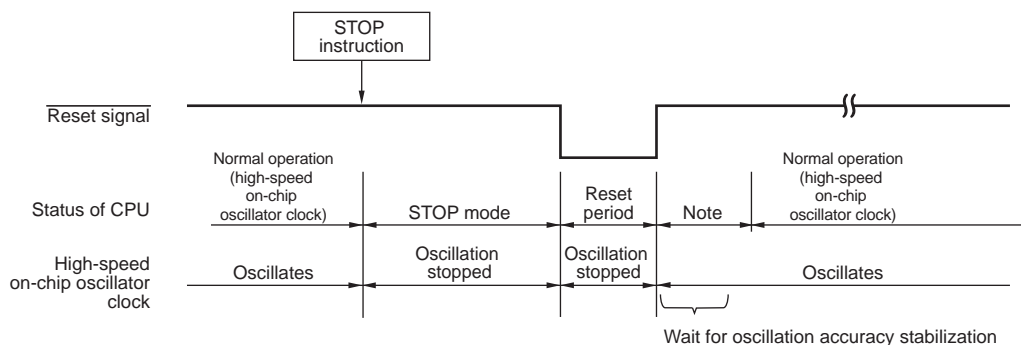 STOP
instruction
Reset signal
Normal operation
(high-speed
on-chip
oscillator clock)
Status of CPU
STOP mode
Reset
period
Note
Normal operation
(high-speed
on-chip
oscillator clock)
High-speed
on-chip oscillator
clock
Oscillates
Oscillation
stopped
Oscillation
stopped
Oscillates
Wait for oscillation accuracy stabilization